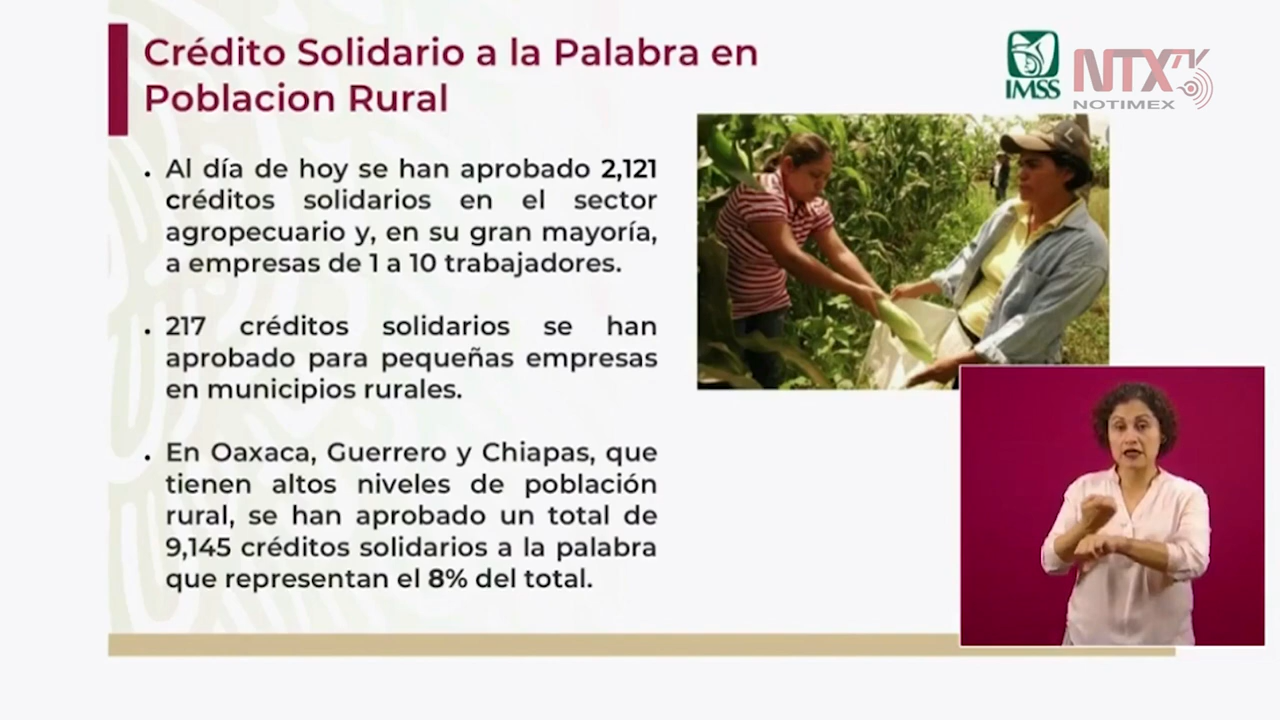 Crédito Solidario a la Palabra en
Poblacion Rural
IMSS
NTX
NOTIMEX
. Al día de hoy se han aprobado 2,121
créditos solidarios en el sector
agropecuario y, en su gran mayoría,
a empresas de 1 a 10 trabajadores.
. 217 créditos solidarios se han
aprobado para pequeñas empresas
en municipios rurales.
. En Oaxaca, Guerrero y Chiapas, que
tienen altos niveles de población
rural, se han aprobado un total de
9,145 créditos solidarios a la palabra
que representan el 8% del total.